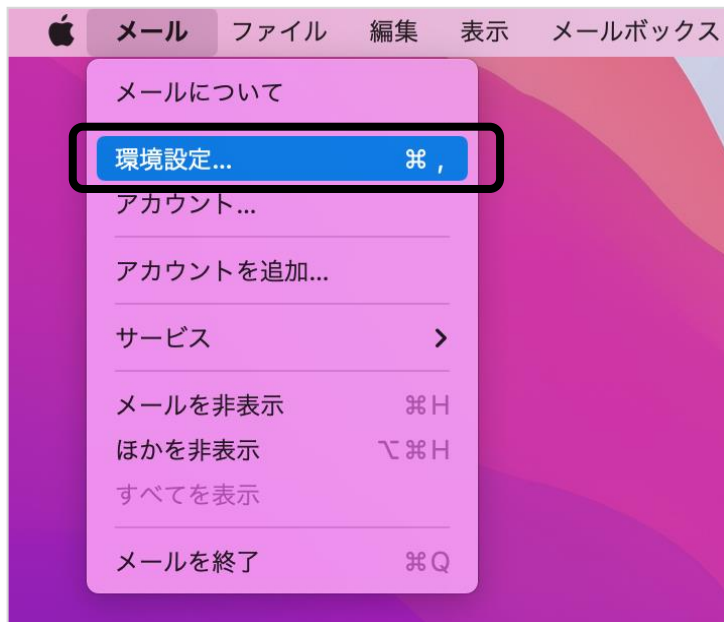 メール ファイル 編集 表示 メールボックス
メールについて
環境設定... ⌘ ,
アカウント...
アカウントを追加...
サービス
メールを非表示 ⌘H
ほかを非表示 ⌥⌘H
すべてを表示
メールを終了 ⌘Q